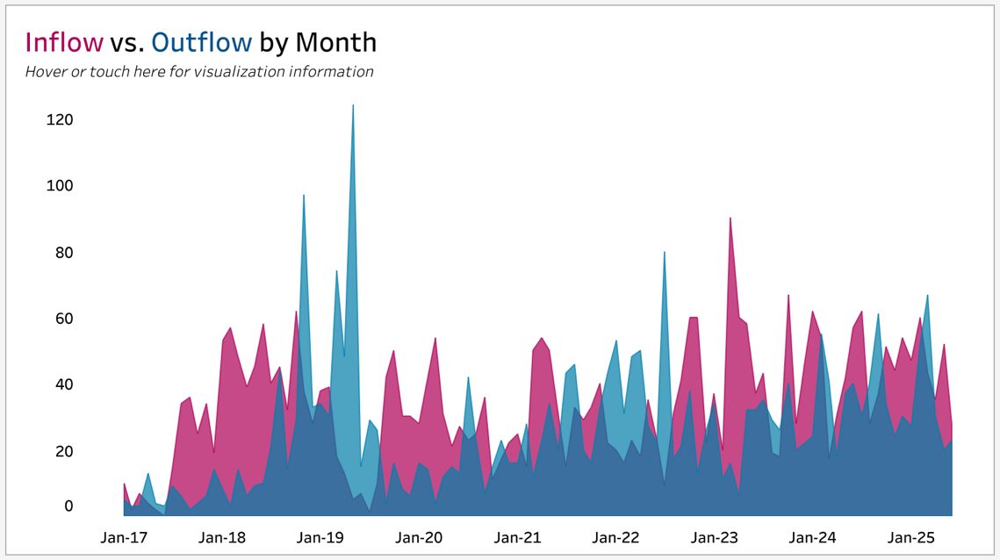 Inflow vs. Outflow by Month
Hover or touch here for visualization information
120
100
80
60
40
20
0
Jan-17 Jan-18 Jan-19 Jan-20 Jan-21 Jan-22 Jan-23 Jan-24 Jan-25